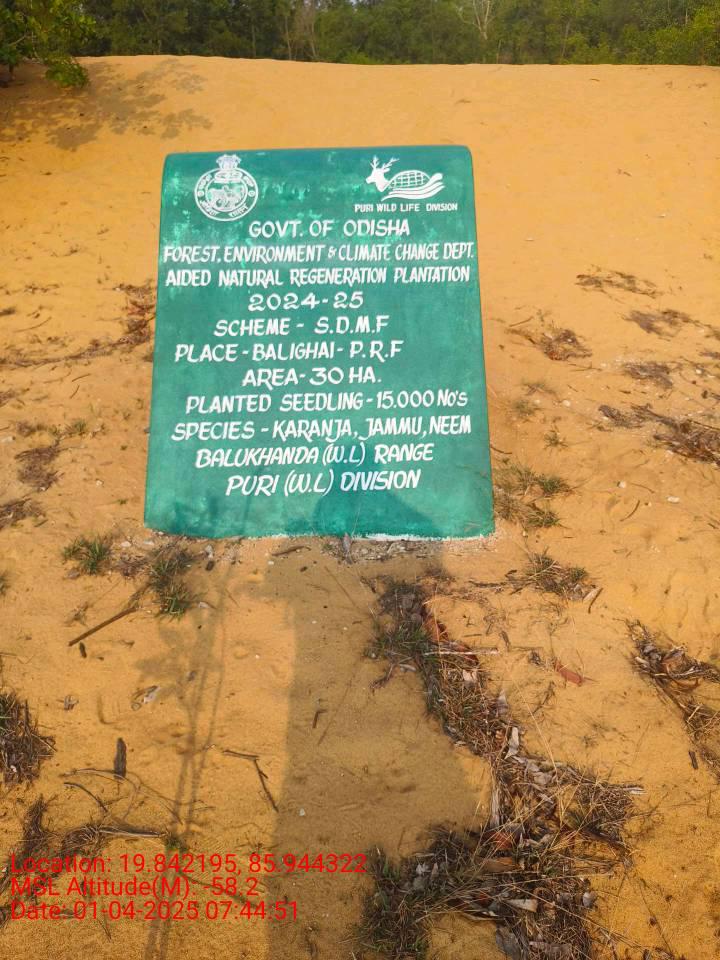 PURI WILD LIFE DIVISION
GOVT. OF ODISHA
FOREST, ENVIRONMENT & CLIMATE CHANGE DEPT.
AIDED NATURAL REGENERATION PLANTATION
2024-25
SCHEME - S.D.M.F
PLACE - BALIGHAI - P.R.F
AREA - 30 HA.
PLANTED SEEDLING - 15.000 NO'S
SPECIES - KARANJA, JAMMU, NEEM
BALUKHANDA (W.L) RANGE
PURI (W.L) DIVISION
Location: 19.842195, 85.944322
MSL Altitude(M): -58.2
Date: 01-04-2025 07:44:51